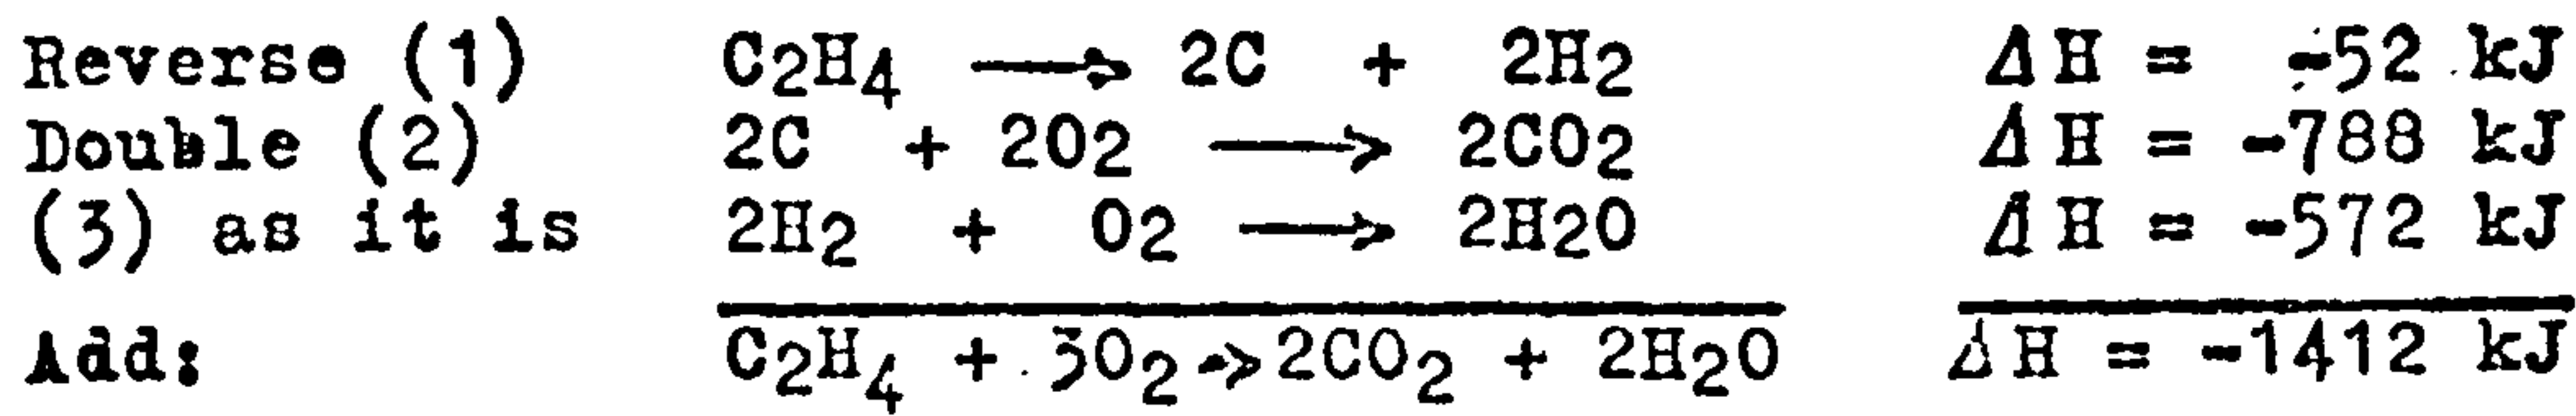 Reverse (1) C2H4 → 2C + 2H2 ΔH = -52 kJ
Double (2) 2C + 2O2 → 2CO2 ΔH = -788 kJ
(3) as it is 2H2 + O2 → 2H2O ΔH = -572 kJ
Add: C2H4 + 3O2 → 2CO2 + 2H2O ΔH = -1412 kJ